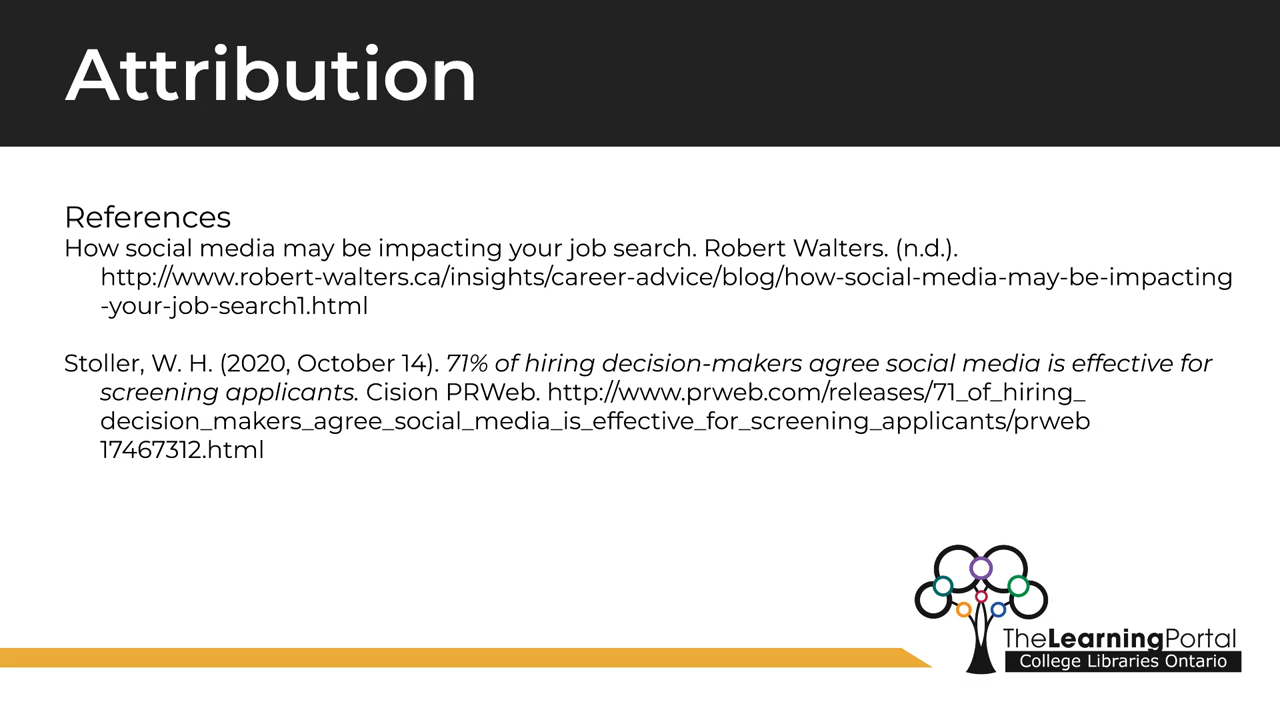 Attribution
References
How social media may be impacting your job search. Robert Walters. (n.d.).
http://www.robert-walters.ca/insights/career-advice/blog/how-social-media-may-be-impacting
-your-job-search1.html
Stoller, W. H. (2020, October 14). 71% of hiring decision-makers agree social media is effective for
screening applicants. Cision PRWeb. http://www.prweb.com/releases/71_of_hiring_
decision_makers_agree_social_media_is_effective_for_screening_applicants/prweb
17467312.html
TheLearningPortal
College Libraries Ontario